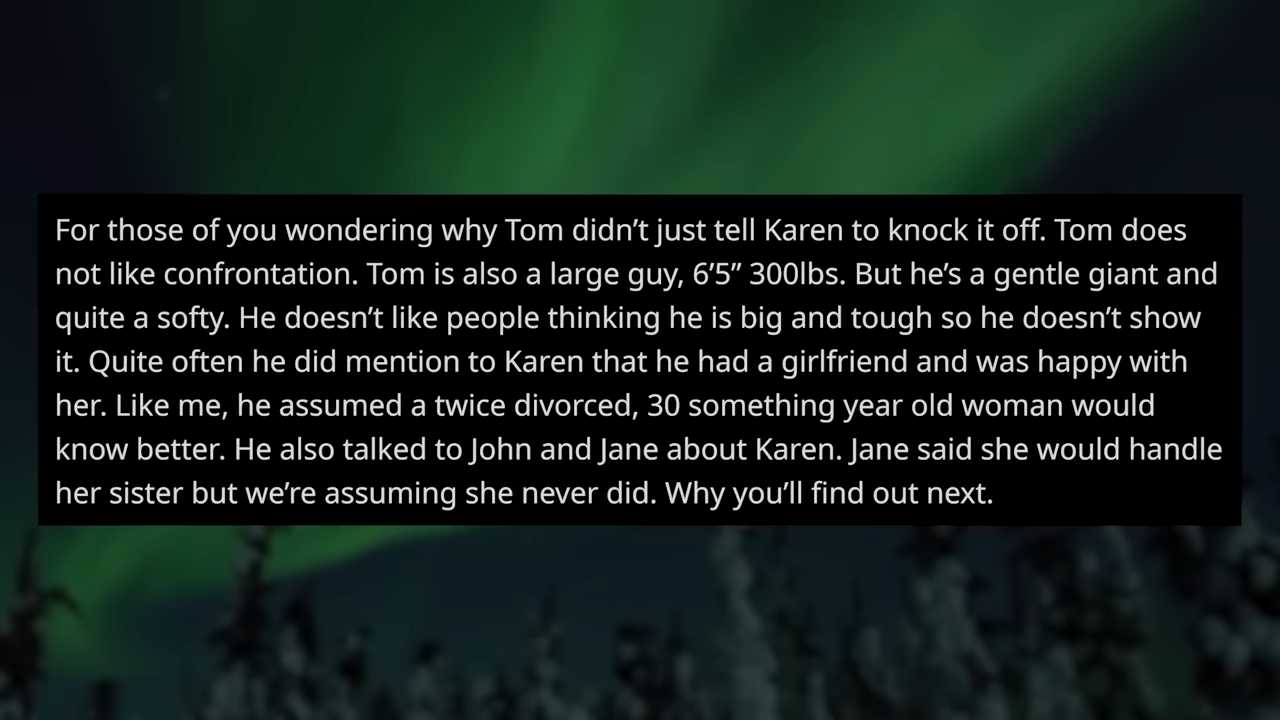 For those of you wondering why Tom didn’t just tell Karen to knock it off. Tom does
not like confrontation. Tom is also a large guy, 6’5” 300lbs. But he’s a gentle giant and
quite a softy. He doesn’t like people thinking he is big and tough so he doesn’t show
it. Quite often he did mention to Karen that he had a girlfriend and was happy with
her. Like me, he assumed a twice divorced, 30 something year old woman would
know better. He also talked to John and Jane about Karen. Jane said she would handle
her sister but we’re assuming she never did. Why you’ll find out next.